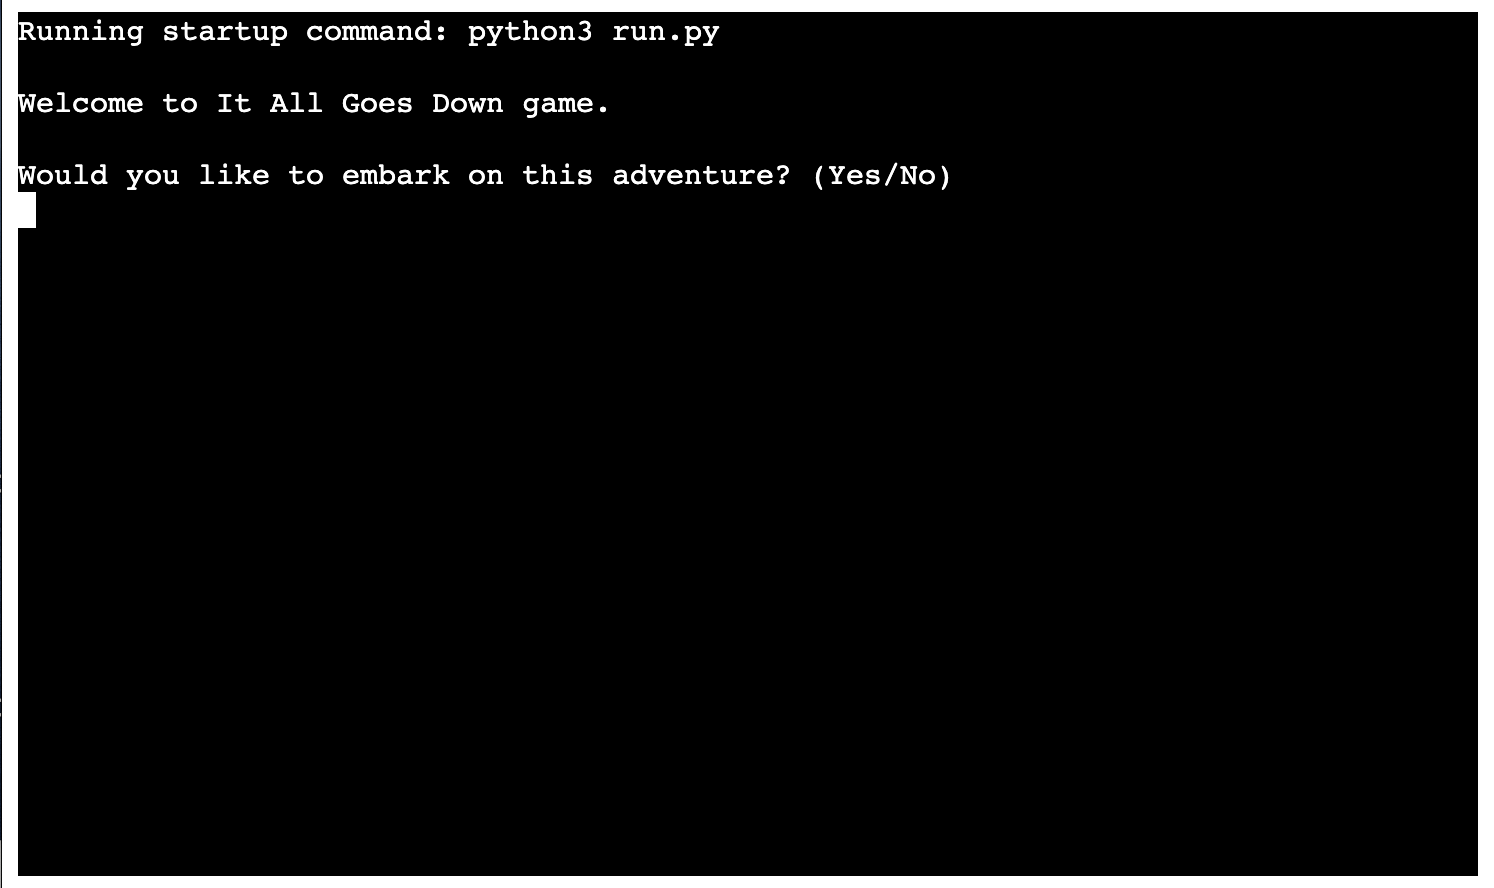 Running startup command: python3 run.py
Welcome to It All Goes Down game.
Would you like to embark on this adventure? (Yes/No)